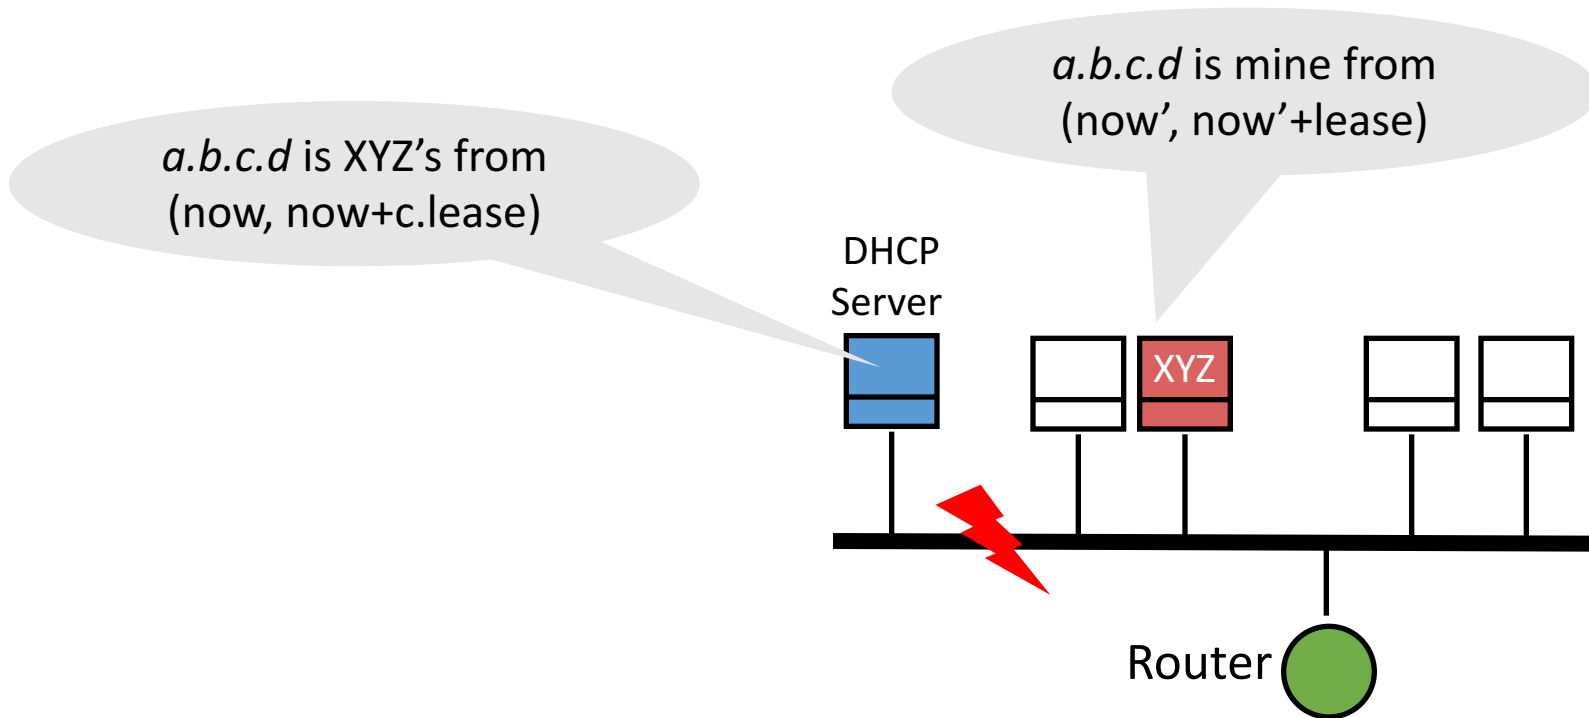 a.b.c.d is XYZ’s from
(now, now+c.lease)
a.b.c.d is mine from
(now’, now’+lease)
DHCP
Server
XYZ
Router